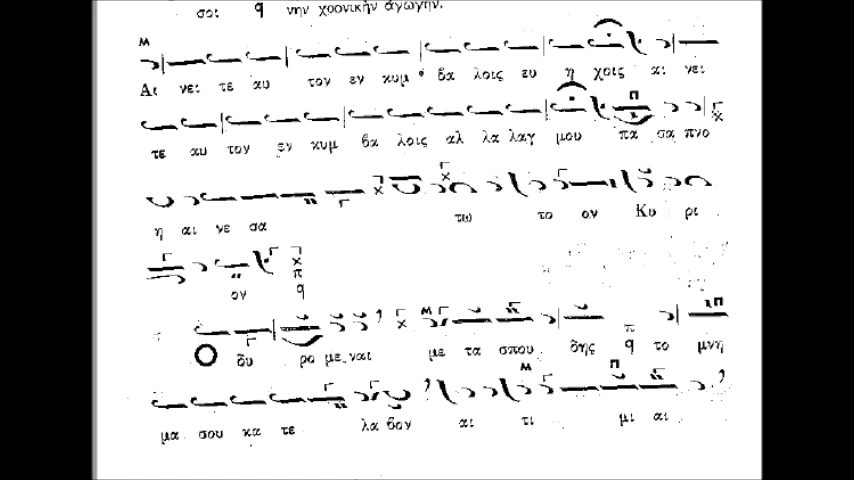 σοι ϥ νην χρονικὴν ἀγωγήν.
Αι νει τε αυ τον εν κυμ βα λοις ευ η χοις αι νει
τε αυ τον εν κυμ βα λοις αλ λα λαγ μου πα σα πνο
η αι νε σα τω το ον Κυ ρι
ον
Ο δυ ρο με ναι με τα σπου δης το μνη
μα σου κα τε λα βον αι τι μι αι